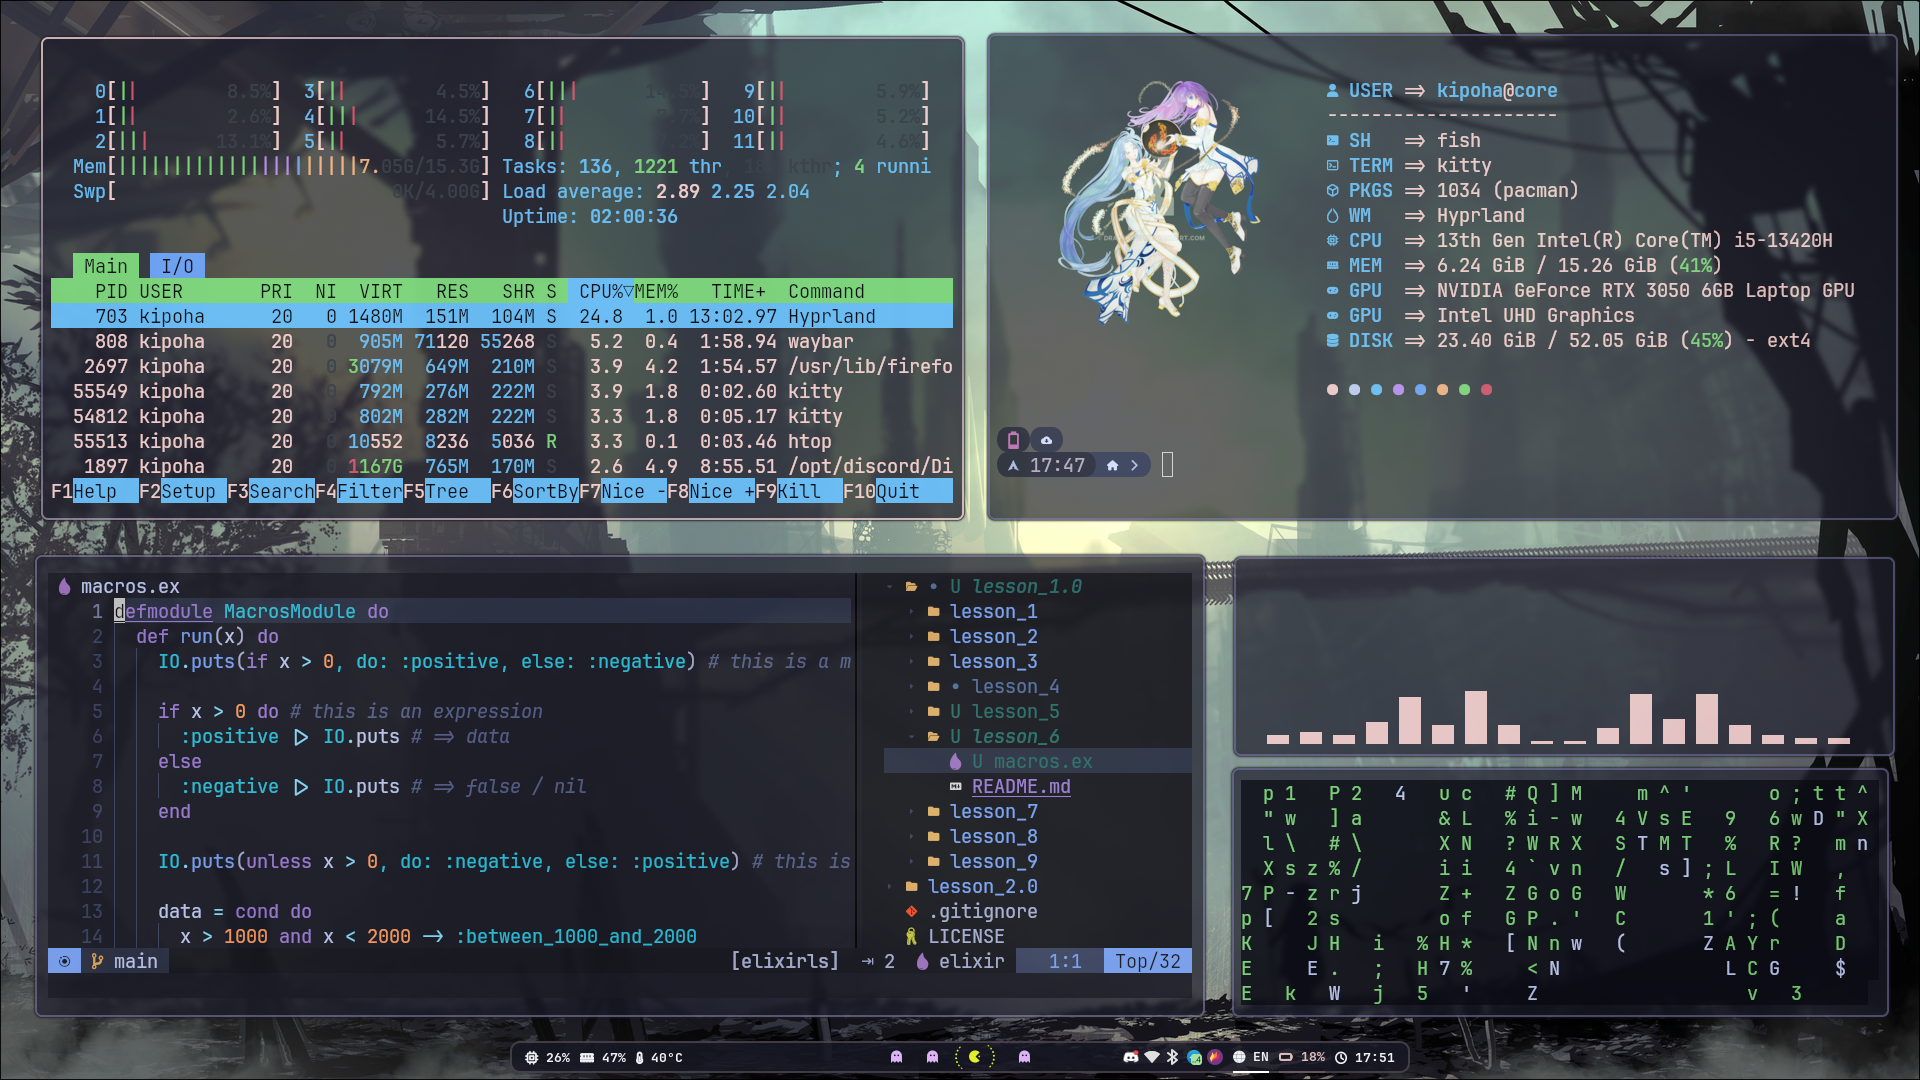 0[|| 8.5%] 3[|| 4.5%] 6[||| ] 9[|| 5.9%]
1[|| 2.6%] 4[||| 14.5%] 7[|| ] 10[|| 5.2%]
2[||| 13.1%] 5[|| 5.7%] 8[|| 7.2%] 11[|| 4.6%]
Mem[||||||||||||||||||||||7.05G/15.3G] Tasks: 136, 1221 thr, kthr; 4 runni
Swp[ 0K/4.00G] Load average: 2.89 2.25 2.04
Uptime: 02:00:36
Main I/O
PID USER PRI NI VIRT RES SHR S CPU%▽MEM% TIME+ Command
703 kipoha 20 0 1480M 151M 104M S 24.8 1.0 13:02.97 Hyprland
808 kipoha 20 0 905M 71120 55268 S 5.2 0.4 1:58.94 waybar
2697 kipoha 20 0 3079M 649M 210M S 3.9 4.2 1:54.57 /usr/lib/firefo
55549 kipoha 20 0 792M 276M 222M S 3.9 1.8 0:02.60 kitty
54812 kipoha 20 0 802M 282M 222M S 3.3 1.8 0:05.17 kitty
55513 kipoha 20 0 10552 8236 5036 R 3.3 0.1 0:03.46 htop
1897 kipoha 20 0 1167G 765M 170M S 2.6 4.9 8:55.51 /opt/discord/Di
F1Help F2Setup F3SearchF4FilterF5Tree F6SortByF7Nice -F8Nice +F9Kill F10Quit
USER => kipoha@core
---------------------
SH => fish
TERM => kitty
PKGS => 1034 (pacman)
WM => Hyprland
CPU => 13th Gen Intel(R) Core(TM) i5-13420H
MEM => 6.24 GiB / 15.26 GiB (41%)
GPU => NVIDIA GeForce RTX 3050 6GB Laptop GPU
GPU => Intel UHD Graphics
DISK => 23.40 GiB / 52.05 GiB (45%) - ext4
17:47
macros.ex
1 defmodule MacrosModule do
2 def run(x) do
3 IO.puts(if x > 0, do: :positive, else: :negative) # this is a m
4
5 if x > 0 do # this is an expression
6 :positive |> IO.puts # => data
7 else
8 :negative |> IO.puts # => false / nil
9 end
10
11 IO.puts(unless x > 0, do: :negative, else: :positive) # this is
12
13 data = cond do
14 x > 1000 and x < 2000 -> :between_1000_and_2000
main [elixirls] ⇥ 2 elixir 1:1 Top/32
U lesson_1.0
lesson_1
lesson_2
lesson_3
lesson_4
U lesson_5
U lesson_6
U macros.ex
README.md
lesson_7
lesson_8
lesson_9
lesson_2.0
.gitignore
LICENSE
p 1 P 2 4 u c # Q ] M m ^ ' o ; t t ^
" w ] a & L % i - w 4 V s E 9 6 w D " X
l \ # \ X N ? W R X S T M T % R ? m n
X s z % / i i 4 ` v n / s ] ; L I W ,
7 P - z r j Z + Z G o G W * 6 = ! f
p [ 2 s o f G P . ' C 1 ' ; ( a
K J H i % H * [ N n w ( Z A Y r D
E E . ; H 7 % < N L C G $
E k W j 5 ' Z v 3
26% 47% 40°C
EN 18% 17:51